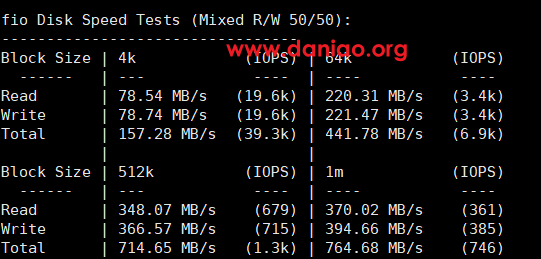 fio Disk Speed Tests (Mixed R/W 50/50):
---------------------------------
www.daniao.org
Block Size | 4k            (IOPS) | 64k           (IOPS)
  ------   | ---            ----  | ----           ----
Read       | 78.54 MB/s   (19.6k) | 220.31 MB/s   (3.4k)
Write      | 78.74 MB/s   (19.6k) | 221.47 MB/s   (3.4k)
Total      | 157.28 MB/s  (39.3k) | 441.78 MB/s   (6.9k)
           |                      |
Block Size | 512k          (IOPS) | 1m            (IOPS)
  ------   | ---            ----  | ---            ----
Read       | 348.07 MB/s    (679) | 370.02 MB/s    (361)
Write      | 366.57 MB/s    (715) | 394.66 MB/s    (385)
Total      | 714.65 MB/s   (1.3k) | 764.68 MB/s    (746)